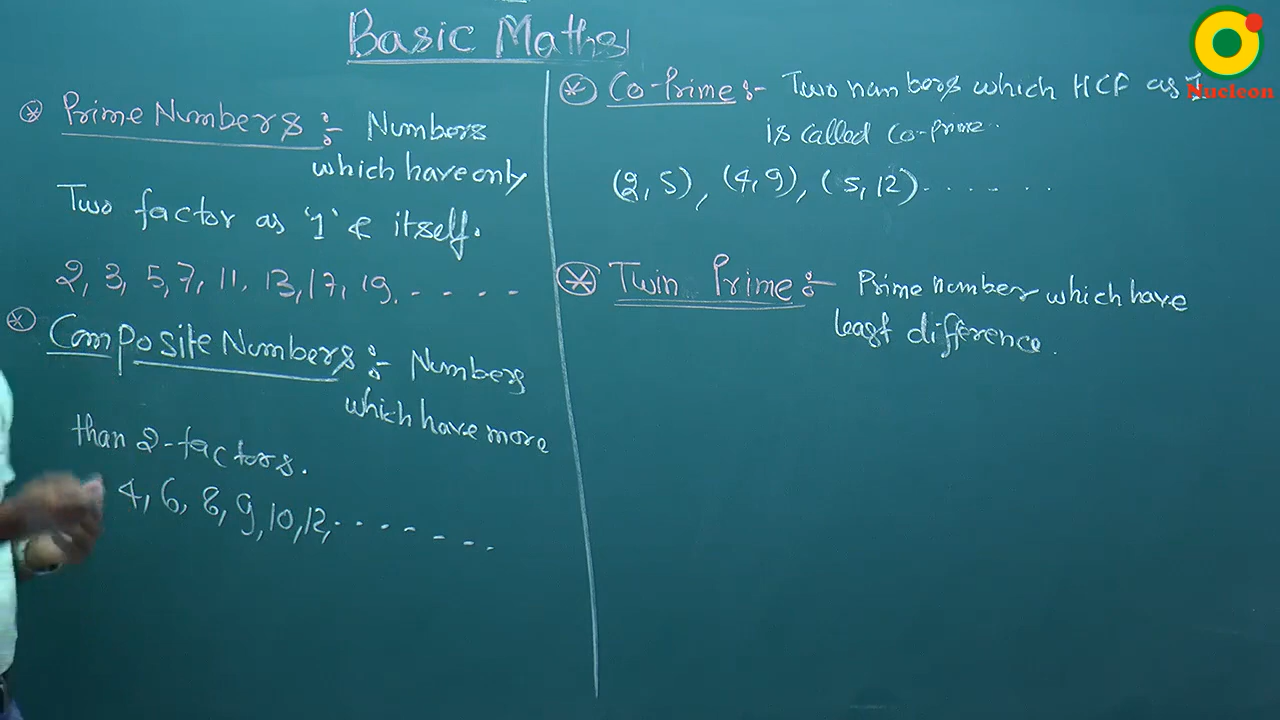 Basic Maths
Prime Numbers :- Numbers
which have only
Two factor as '1' & itself.
2, 3, 5, 7, 11, 13, 17, 19, - - - -
Composite Numbers :- Numbers
which have more
than 2-factors.
4, 6, 8, 9, 10, 12, - - - - - - -
Co-Prime :- Two numbers which HCF as 1
is called Co-prime.
(2, 5), (4, 9), (5, 12) - - - - - - -
Twin Prime :- Prime number which have
least difference.
Nucleon